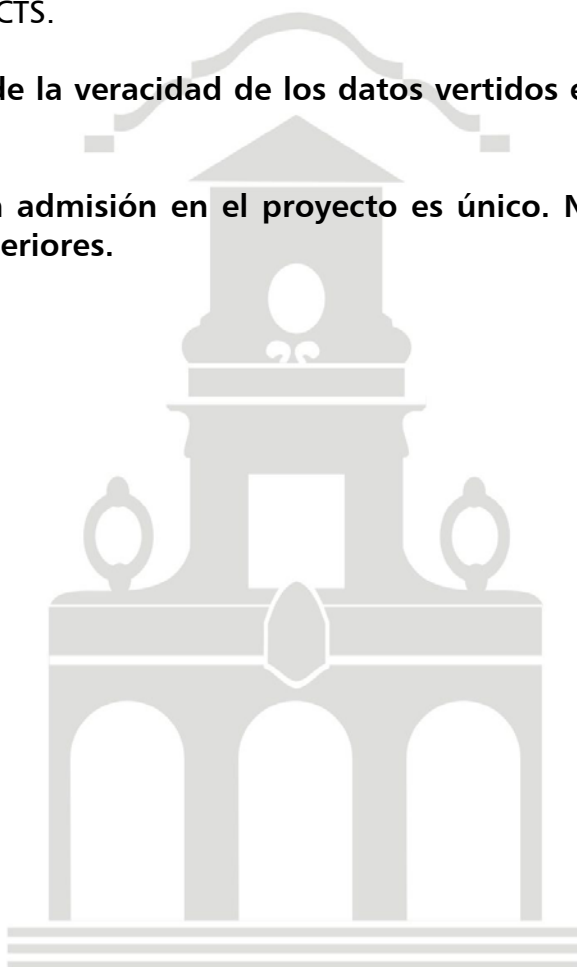 CTS.
de la veracidad de los datos vertidos e
admisión en el proyecto es único.
eriores.